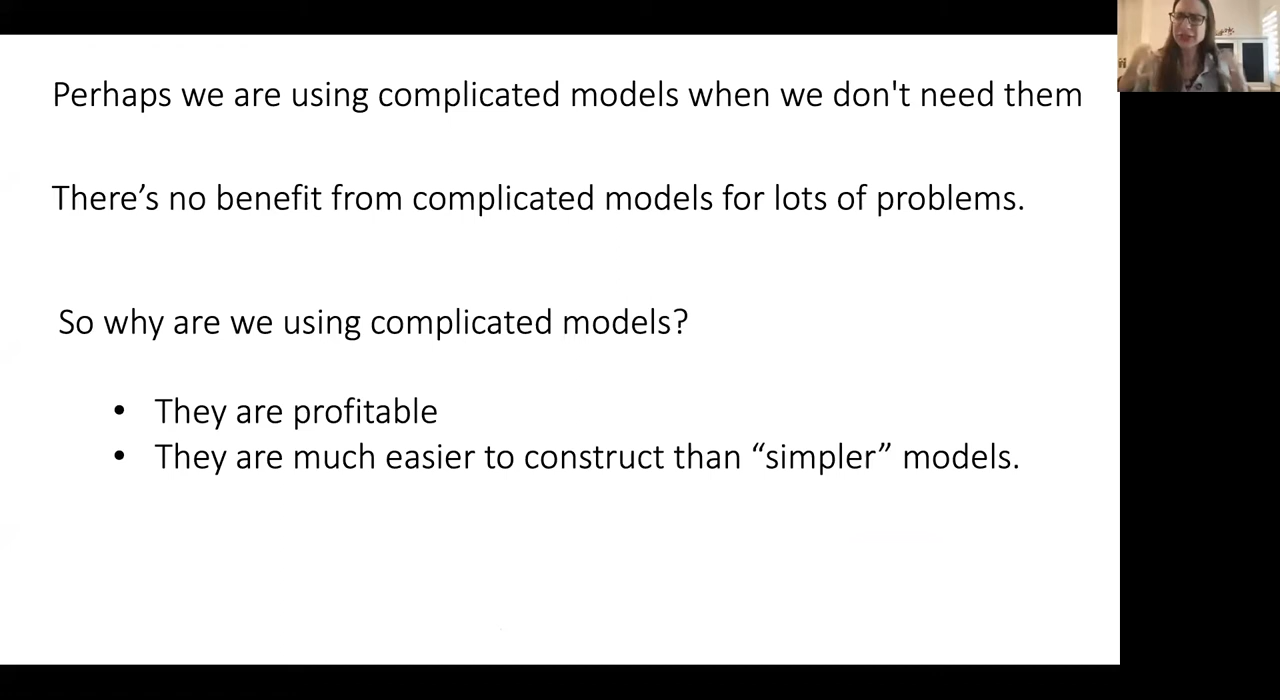 Perhaps we are using complicated models when we don't need them
There’s no benefit from complicated models for lots of problems.
So why are we using complicated models?
• They are profitable
• They are much easier to construct than “simpler” models.